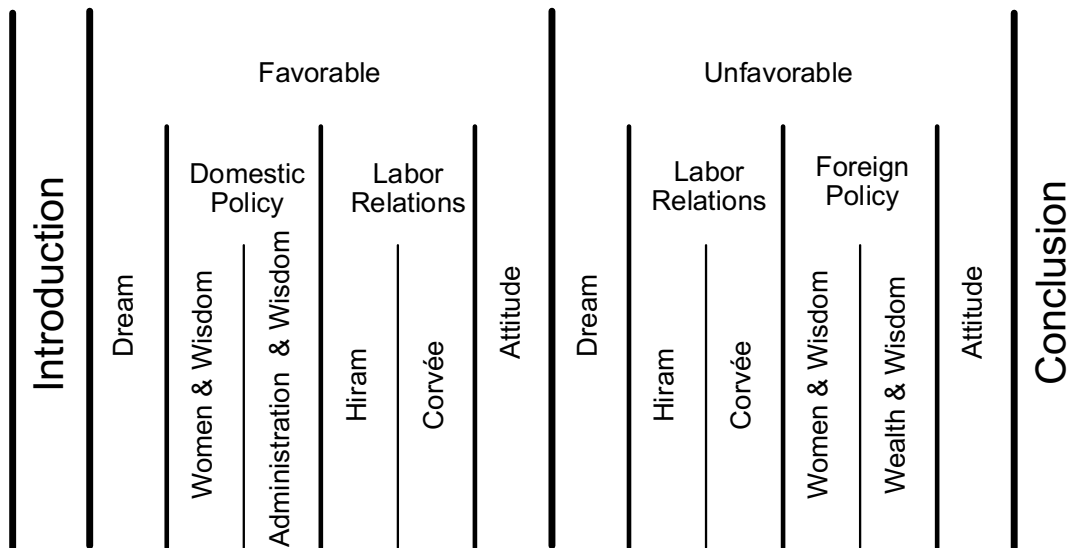 Introduction
Favorable
Dream
Domestic
Policy
Women & Wisdom
Administration & Wisdom
Labor
Relations
Hiram
Corvée
Attitude
Unfavorable
Dream
Labor
Relations
Hiram
Corvée
Foreign
Policy
Women & Wisdom
Wealth & Wisdom
Attitude
Conclusion